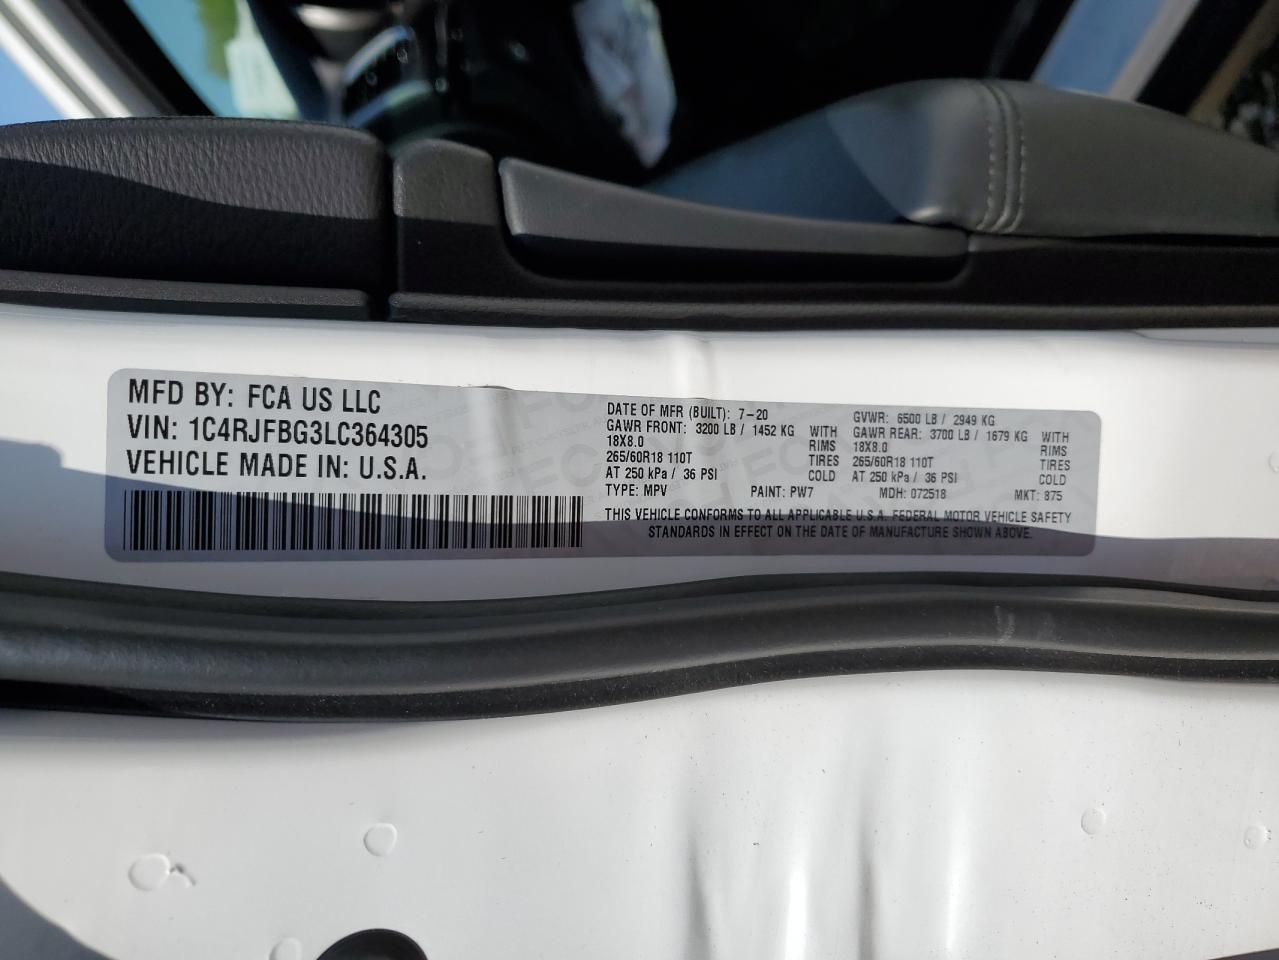 MFD BY: FCA US LLC
VIN: 1C4RJFBG3LC364305
VEHICLE MADE IN: U.S.A.
DATE OF MFR (BUILT): 7-20
GAWR FRONT: 3200 LB / 1452 KG WITH
18X8.0 RIMS
265/60R18 110T TIRES
AT 250 kPa / 36 PSI COLD
GVWR: 6500 LB / 2949 KG
GAWR REAR: 3700 LB / 1679 KG WITH
18X8.0 RIMS
265/60R18 110T TIRES
AT 250 kPa / 36 PSI COLD
TYPE: MPV PAINT: PW7 MDH: 072518 MKT: 875
THIS VEHICLE CONFORMS TO ALL APPLICABLE U.S.A. FEDERAL MOTOR VEHICLE SAFETY
STANDARDS IN EFFECT ON THE DATE OF MANUFACTURE SHOWN ABOVE.